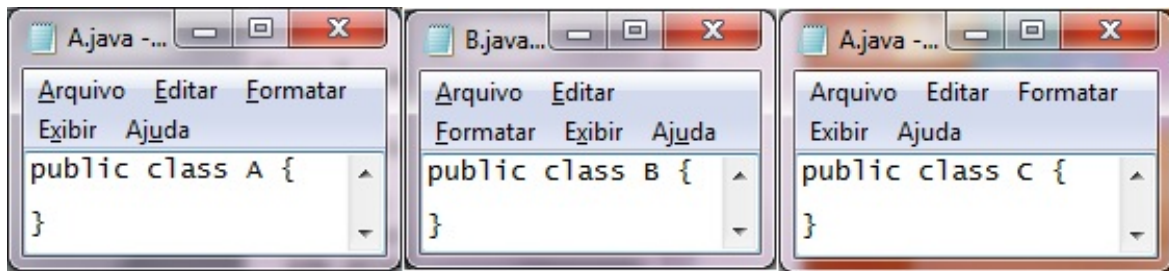 A.java -...
Arquivo Editar Formatar
Exibir Ajuda
public class A {
}
B.java...
Arquivo Editar
Formatar Exibir Ajuda
public class B {
}
A.java -...
Arquivo Editar Formatar
Exibir Ajuda
public class C {
}